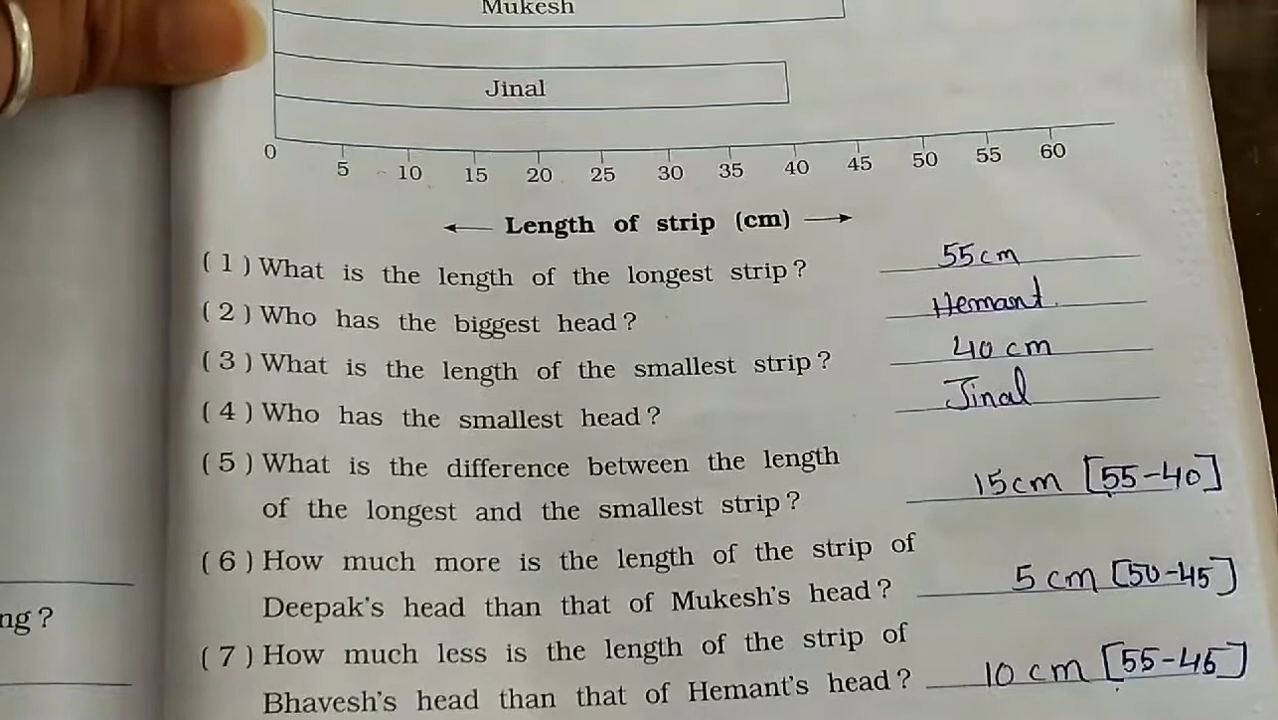 Mukesh
Jinal
0 5 10 15 20 25 30 35 40 45 50 55 60
Length of strip (cm)
(1) What is the length of the longest strip? 55cm
(2) Who has the biggest head? Hemant
(3) What is the length of the smallest strip? 40 cm
(4) Who has the smallest head? Jinal
(5) What is the difference between the length
of the longest and the smallest strip? 15cm [55-40]
(6) How much more is the length of the strip of
Deepak's head than that of Mukesh's head? 5 cm [50-45]
ng?
(7) How much less is the length of the strip of
Bhavesh's head than that of Hemant's head? 10 cm [55-45]